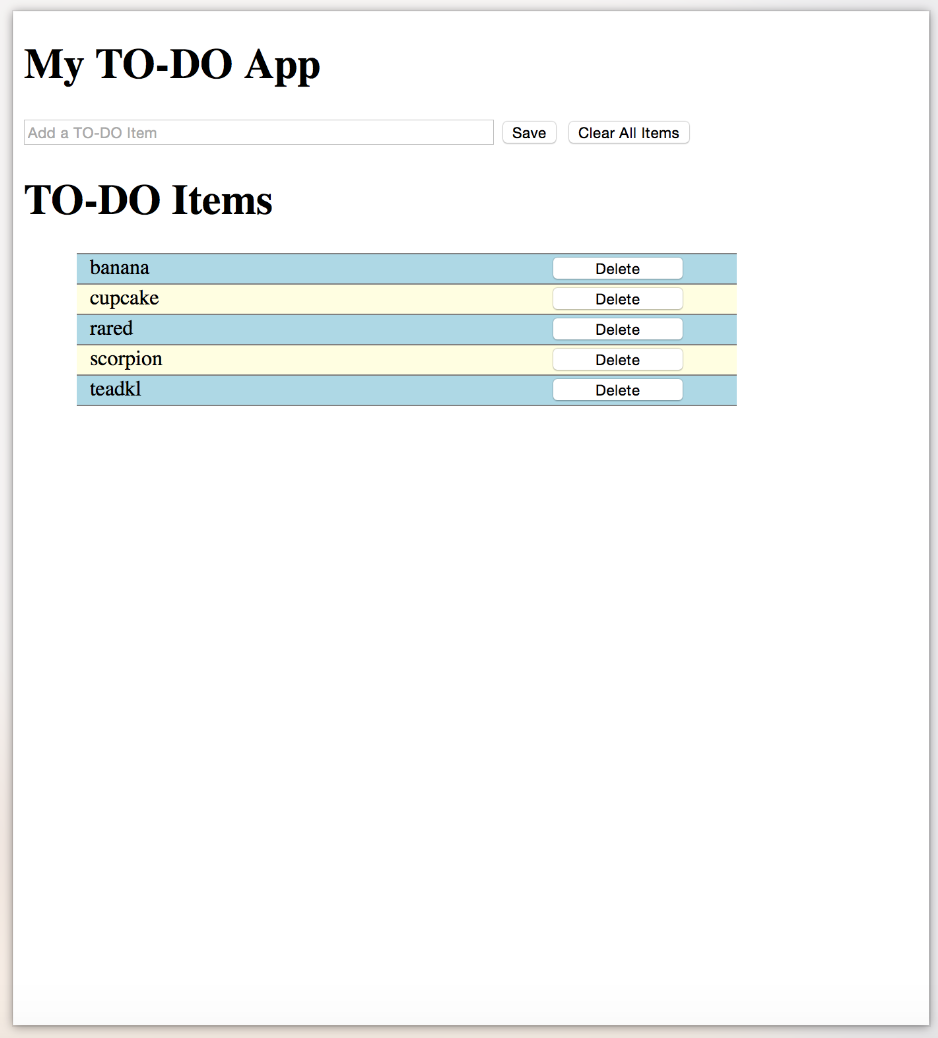 My TO-DO App
Add a TO-DO Item Save Clear All Items
TO-DO Items
banana Delete
cupcake Delete
rared Delete
scorpion Delete
teadkl Delete